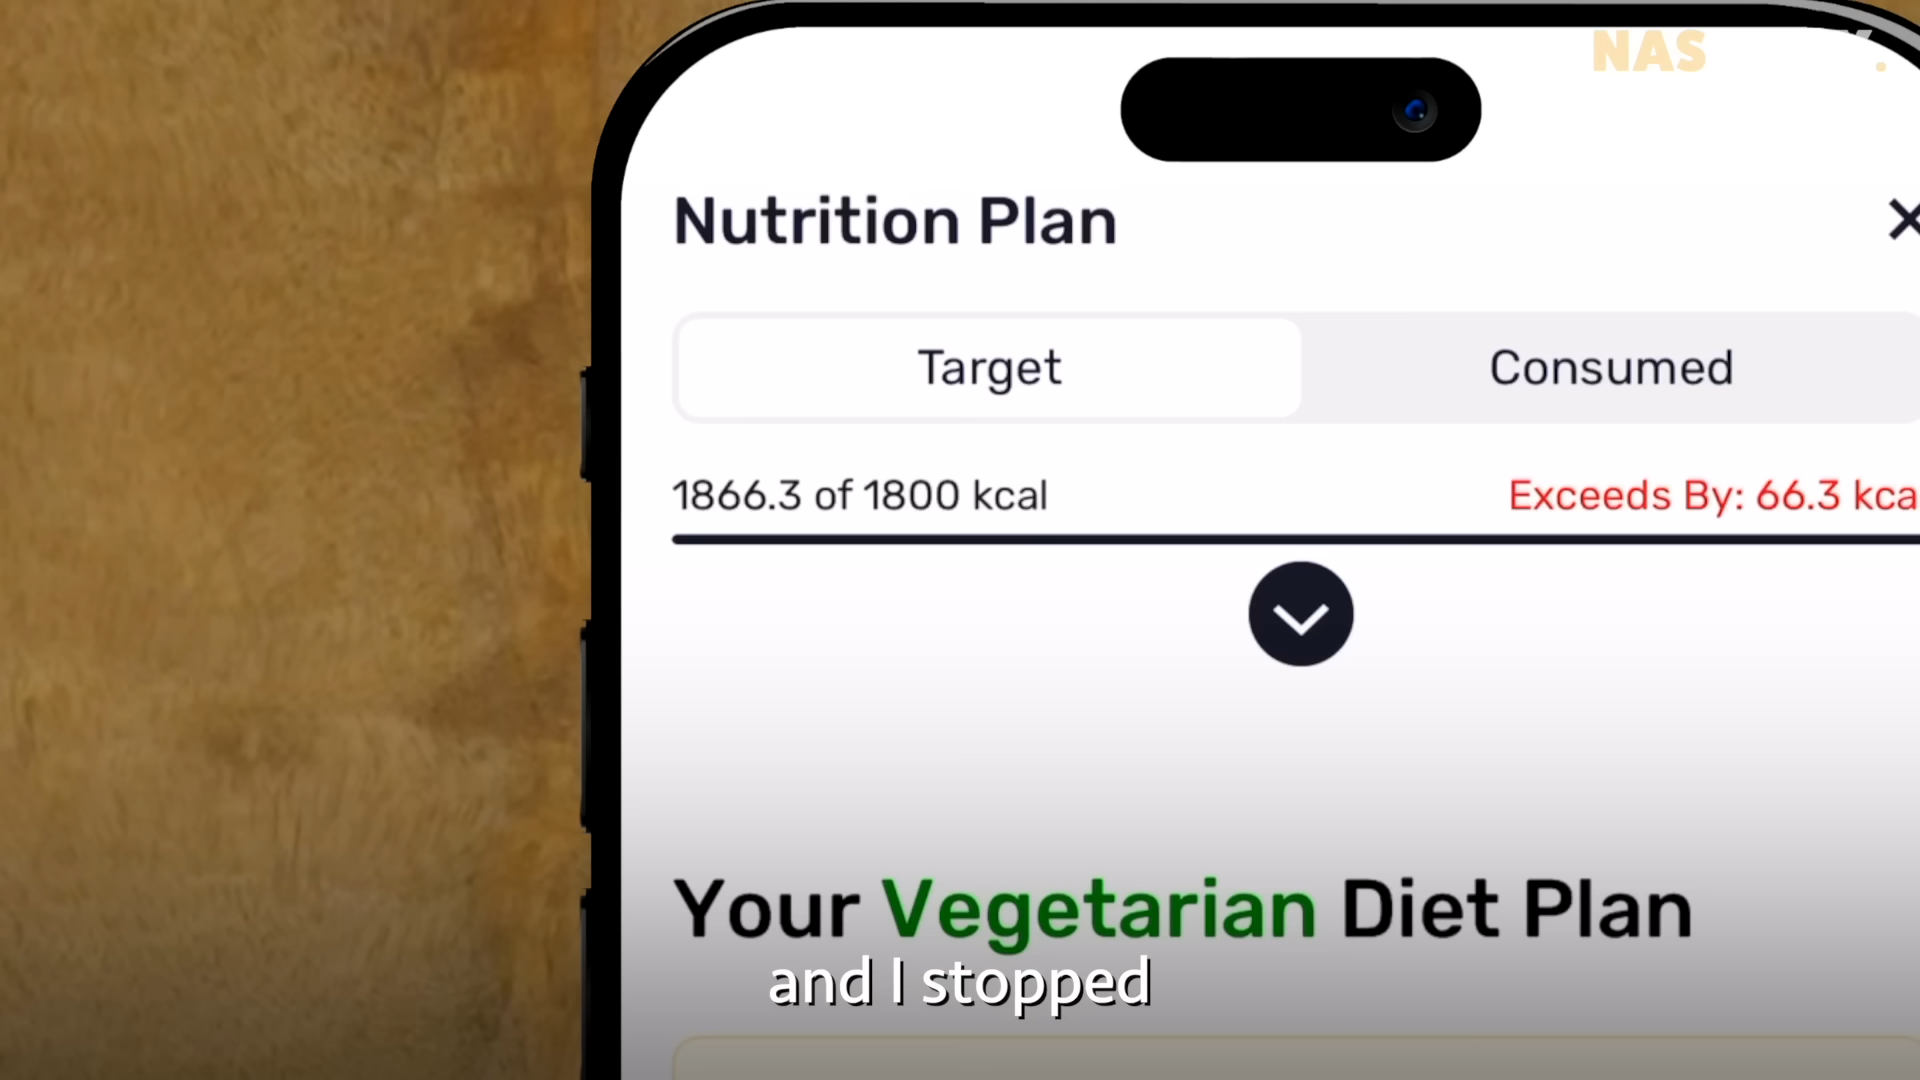 NAS
Nutrition Plan
Target
Consumed
1866.3 of 1800 kcal
Exceeds By: 66.3 kca
Your Vegetarian Diet Plan
and I stopped